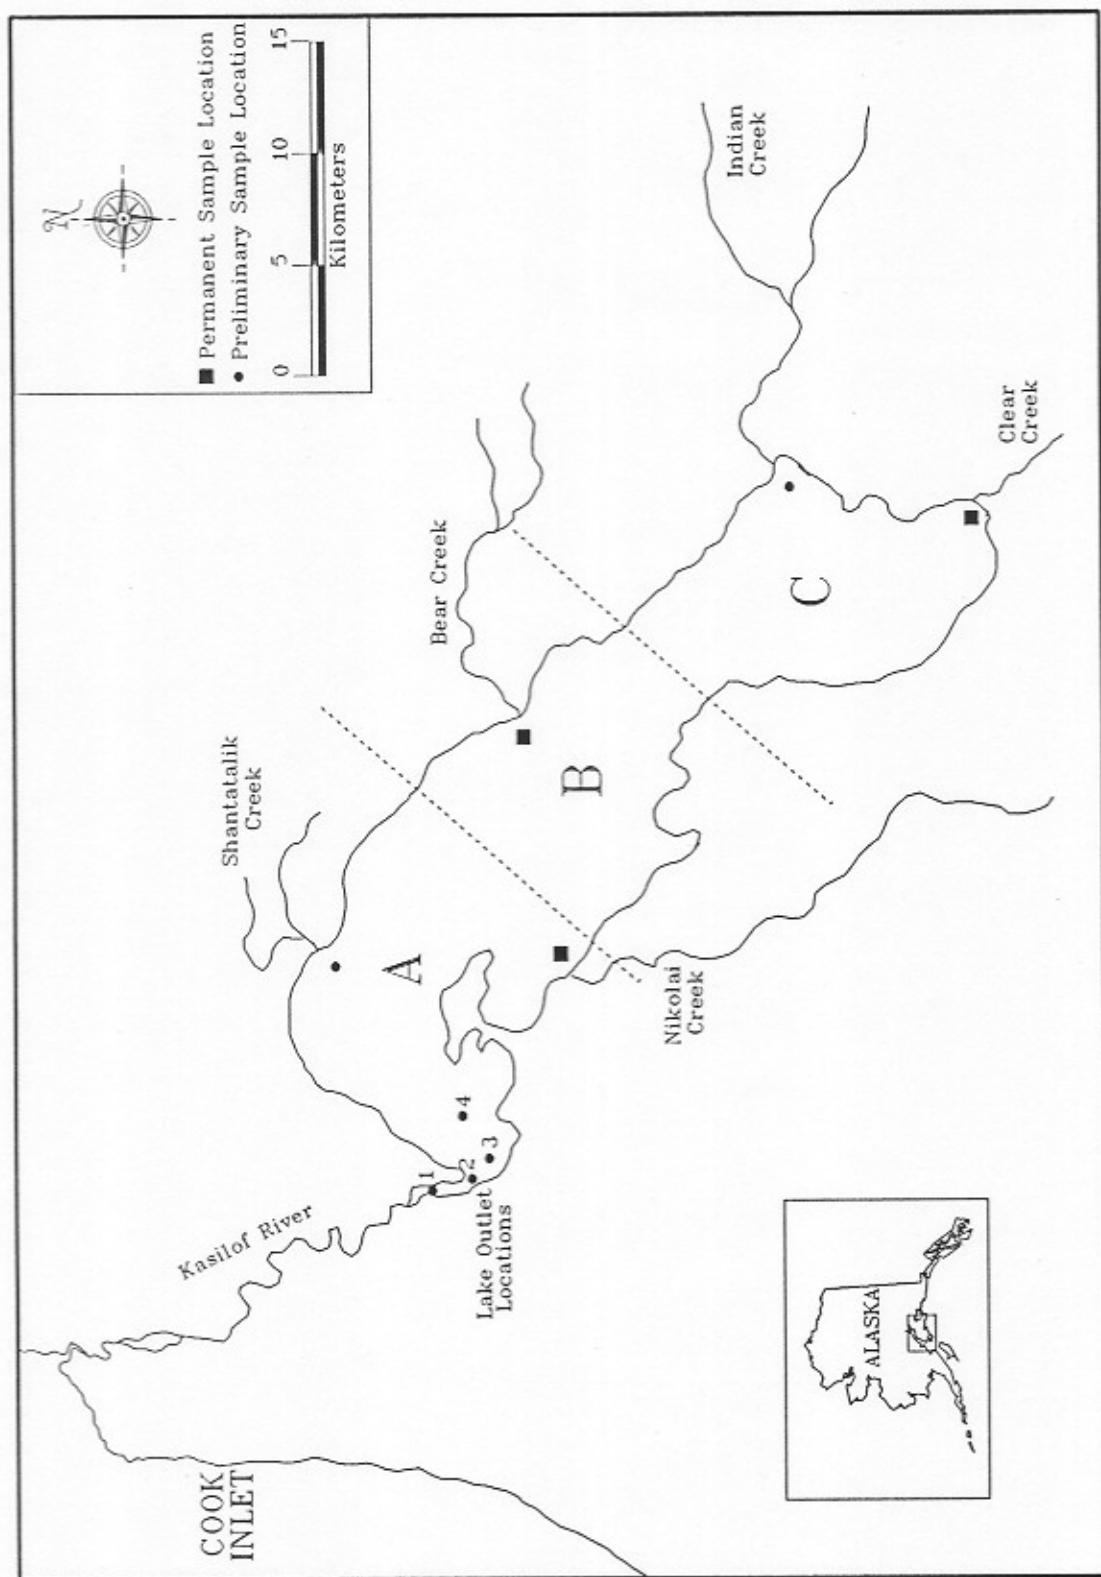 N
■ Permanent Sample Location
● Preliminary Sample Location
0 5 10 15
Kilometers
COOK
INLET
Kasilof River
Shantatalik
Creek
Bear Creek
Indian
Creek
Clear
Creek
Nikolai
Creek
Lake Outlet
Locations
1
2
3
4
A
B
C
ALASKA